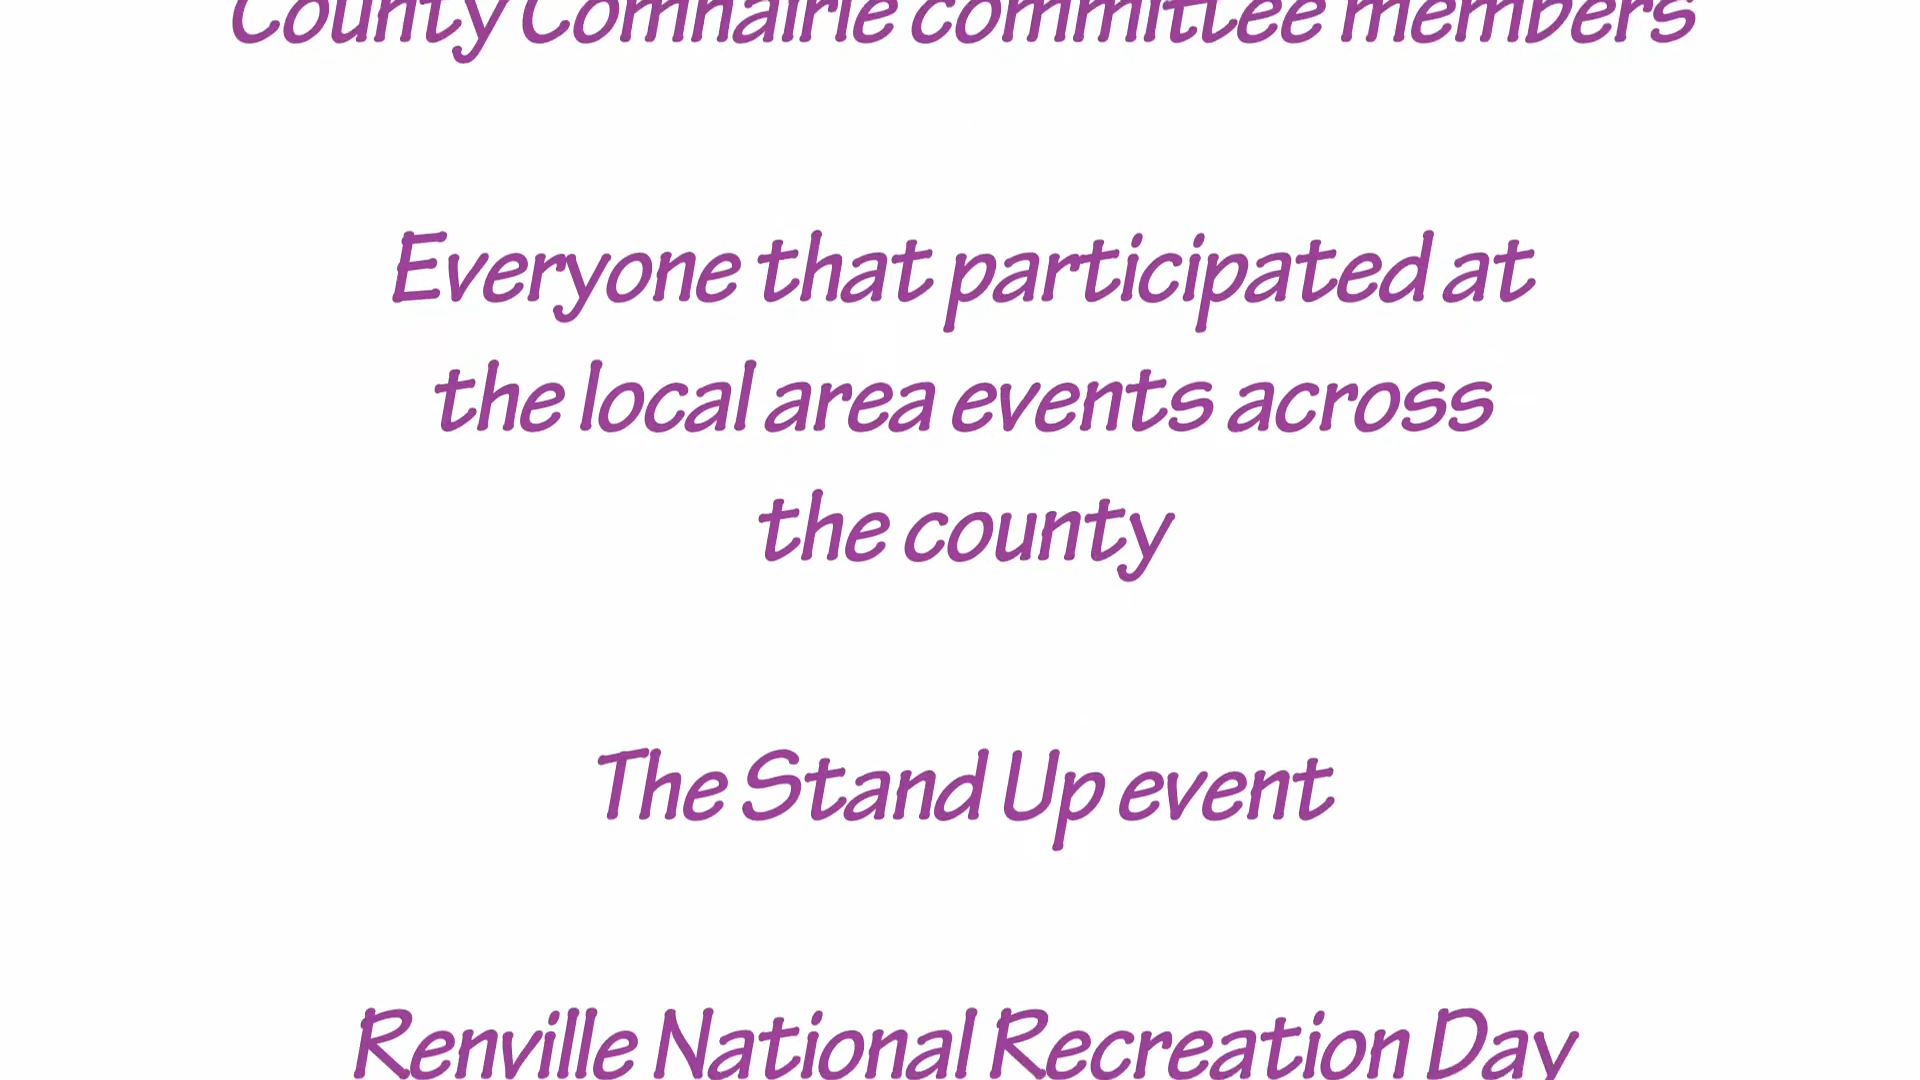 County Comhairle committee members
Everyone that participated at
the local area events across
the county
The Stand Up event
Renville National Recreation Day